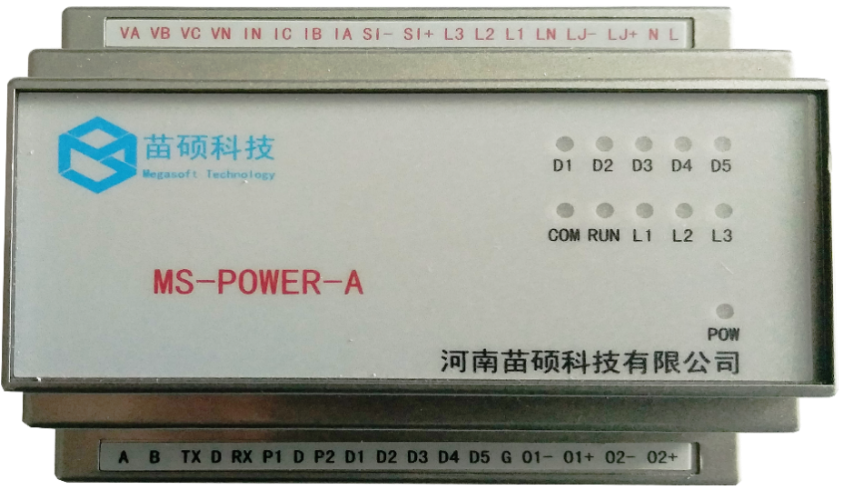 VA VB VC VN IN IC IB IA SI- SI+ L3 L2 L1 LN LJ- LJ+ N L
苗硕科技
Megasoft Technology
D1 D2 D3 D4 D5
COM RUN L1 L2 L3
MS-POWER-A
POW
河南苗硕科技有限公司
A B TX D RX P1 D P2 D1 D2 D3 D4 D5 G O1- O1+ O2- O2+